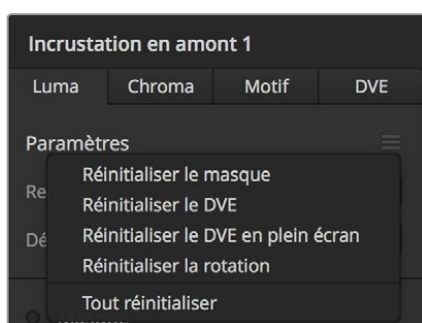 Incrustation en amont 1
Luma Chroma Motif DVE
Paramètres
Réinitialiser le masque
Réinitialiser le DVE
Réinitialiser le DVE en plein écran
Réinitialiser la rotation
Tout réinitialiser